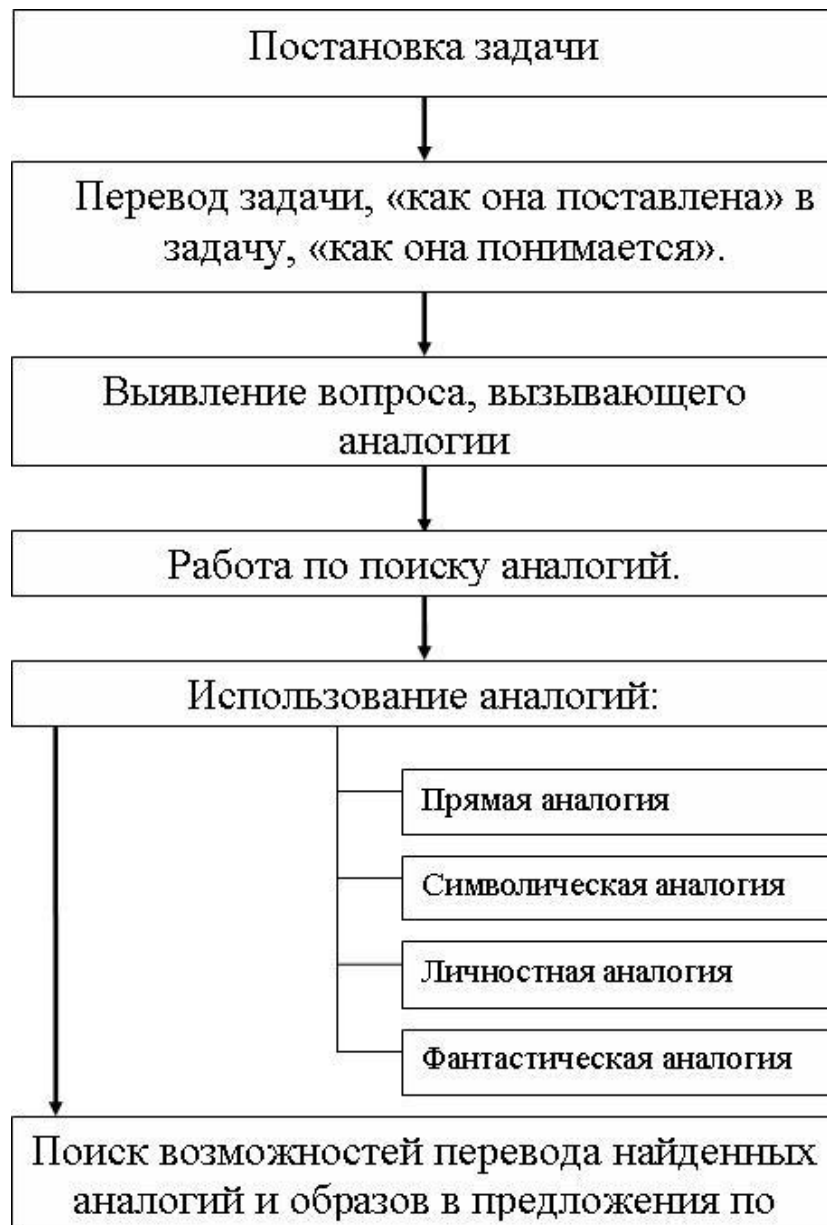 Постановка задачи
Перевод задачи, «как она поставлена» в
задачу, «как она понимается».
Выявление вопроса, вызывающего
аналогии
Работа по поиску аналогий.
Использование аналогий:
Прямая аналогия
Символическая аналогия
Личностная аналогия
Фантастическая аналогия
Поиск возможностей перевода найденных
аналогий и образов в предложения по